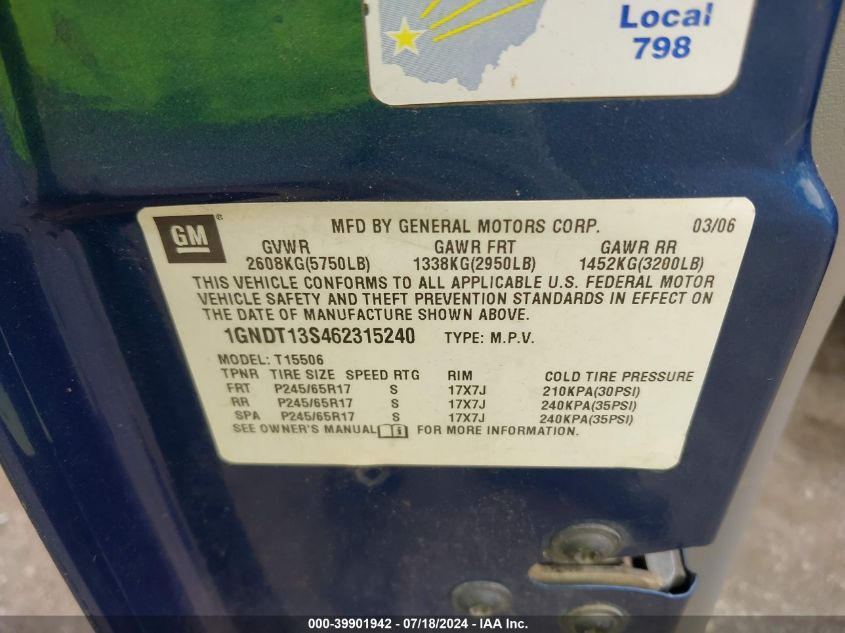 Local
798
GM®
MFD BY GENERAL MOTORS CORP. 03/06
GVWR GAWR FRT GAWR RR
2608KG(5750LB) 1338KG(2950LB) 1452KG(3200LB)
THIS VEHICLE CONFORMS TO ALL APPLICABLE U.S. FEDERAL MOTOR
VEHICLE SAFETY AND THEFT PREVENTION STANDARDS IN EFFECT ON
THE DATE OF MANUFACTURE SHOWN ABOVE.
1GNDT13S462315240 TYPE: M.P.V.
MODEL: T15506
TPNR TIRE SIZE SPEED RTG RIM COLD TIRE PRESSURE
FRT P245/65R17 S 17X7J 210KPA(30PSI)
RR P245/65R17 S 17X7J 240KPA(35PSI)
SPA P245/65R17 S 17X7J 240KPA(35PSI)
SEE OWNER'S MANUAL FOR MORE INFORMATION.
000-39901942 / 07/18/2024 - IAA Inc.